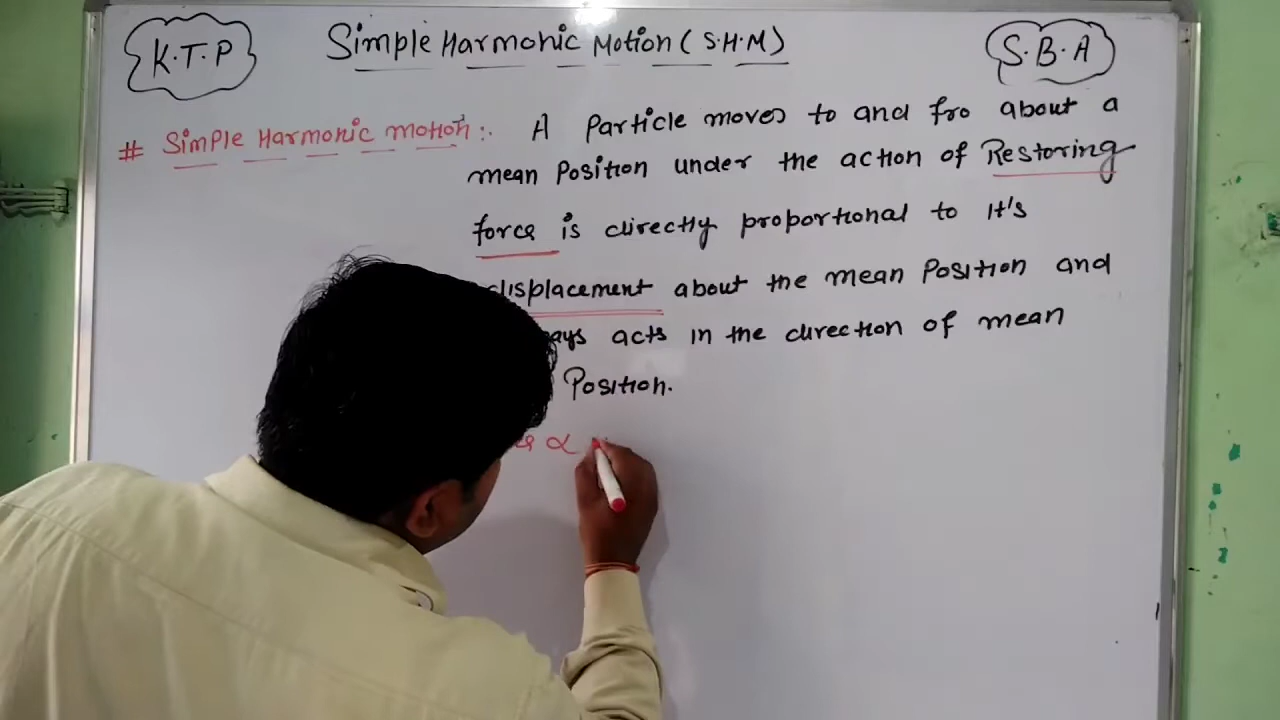 K.T.P
Simple Harmonic Motion (S.H.M)
S.B.A
# Simple Harmonic Motion :. A Particle moves to and fro about a
mean Position under the action of Restoring
force is directly proportional to it's
displacement about the mean Position and
acts in the direction of mean
Position.
∝